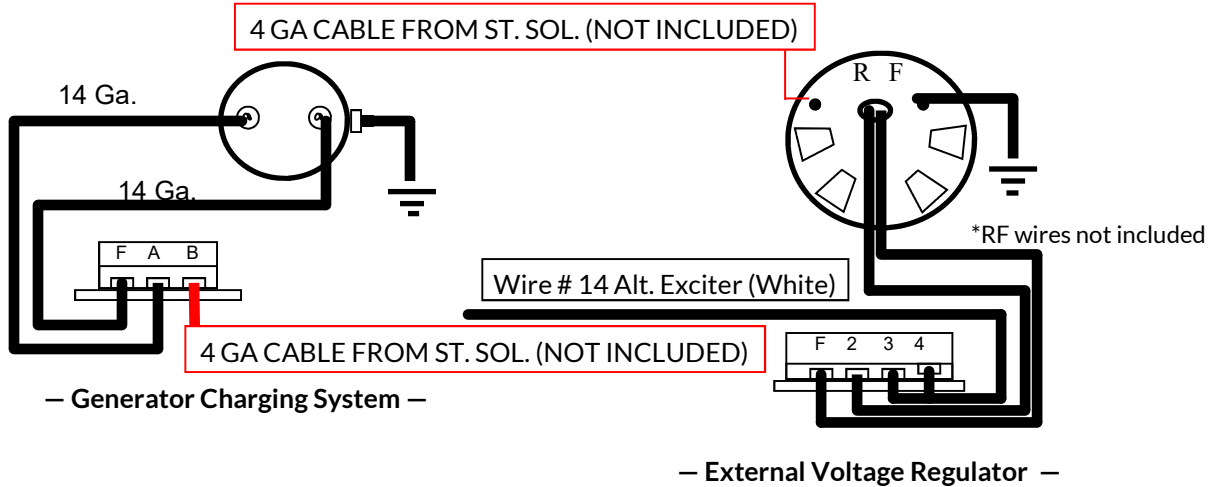 4 GA CABLE FROM ST. SOL. (NOT INCLUDED)
14 Ga.
R F
14 Ga.
*RF wires not included
F A B
Wire # 14 Alt. Exciter (White)
4 GA CABLE FROM ST. SOL. (NOT INCLUDED)
F 2 3 4
— Generator Charging System —
— External Voltage Regulator —